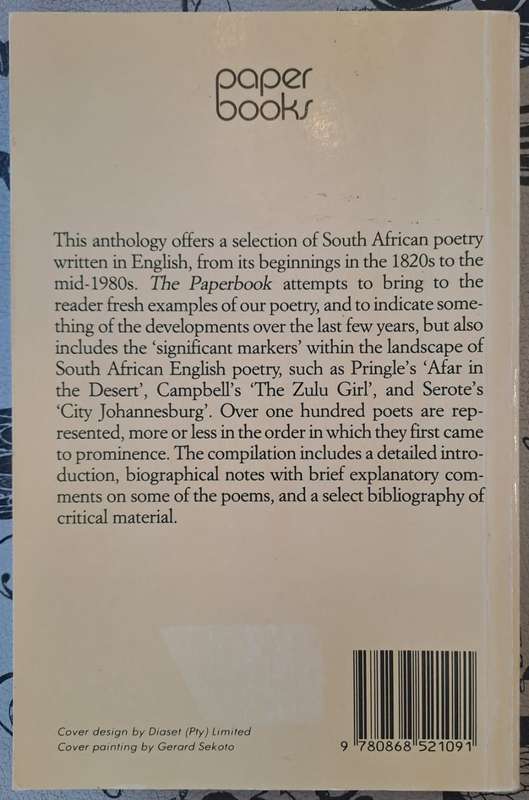 paper
books
This anthology offers a selection of South African poetry
written in English, from its beginnings in the 1820s to the
mid-1980s. The Paperbook attempts to bring to the
reader fresh examples of our poetry, and to indicate some-
thing of the developments over the last few years, but also
includes the ‘significant markers’ within the landscape of
South African English poetry, such as Pringle’s ‘Afar in
the Desert’, Campbell’s ‘The Zulu Girl’, and Serote’s
‘City Johannesburg’. Over one hundred poets are rep-
resented, more or less in the order in which they first came
to prominence. The compilation includes a detailed intro-
duction, biographical notes with brief explanatory com-
ments on some of the poems, and a select bibliography of
critical material.
Cover design by Diaset (Pty) Limited
Cover painting by Gerard Sekoto
9 780868 521091